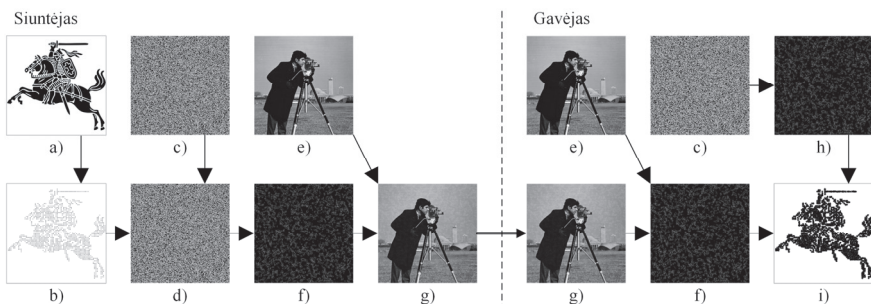 Siuntėjas
Gavėjas
a)
c)
e)
e)
c)
h)
b)
d)
f)
g)
g)
f)
i)